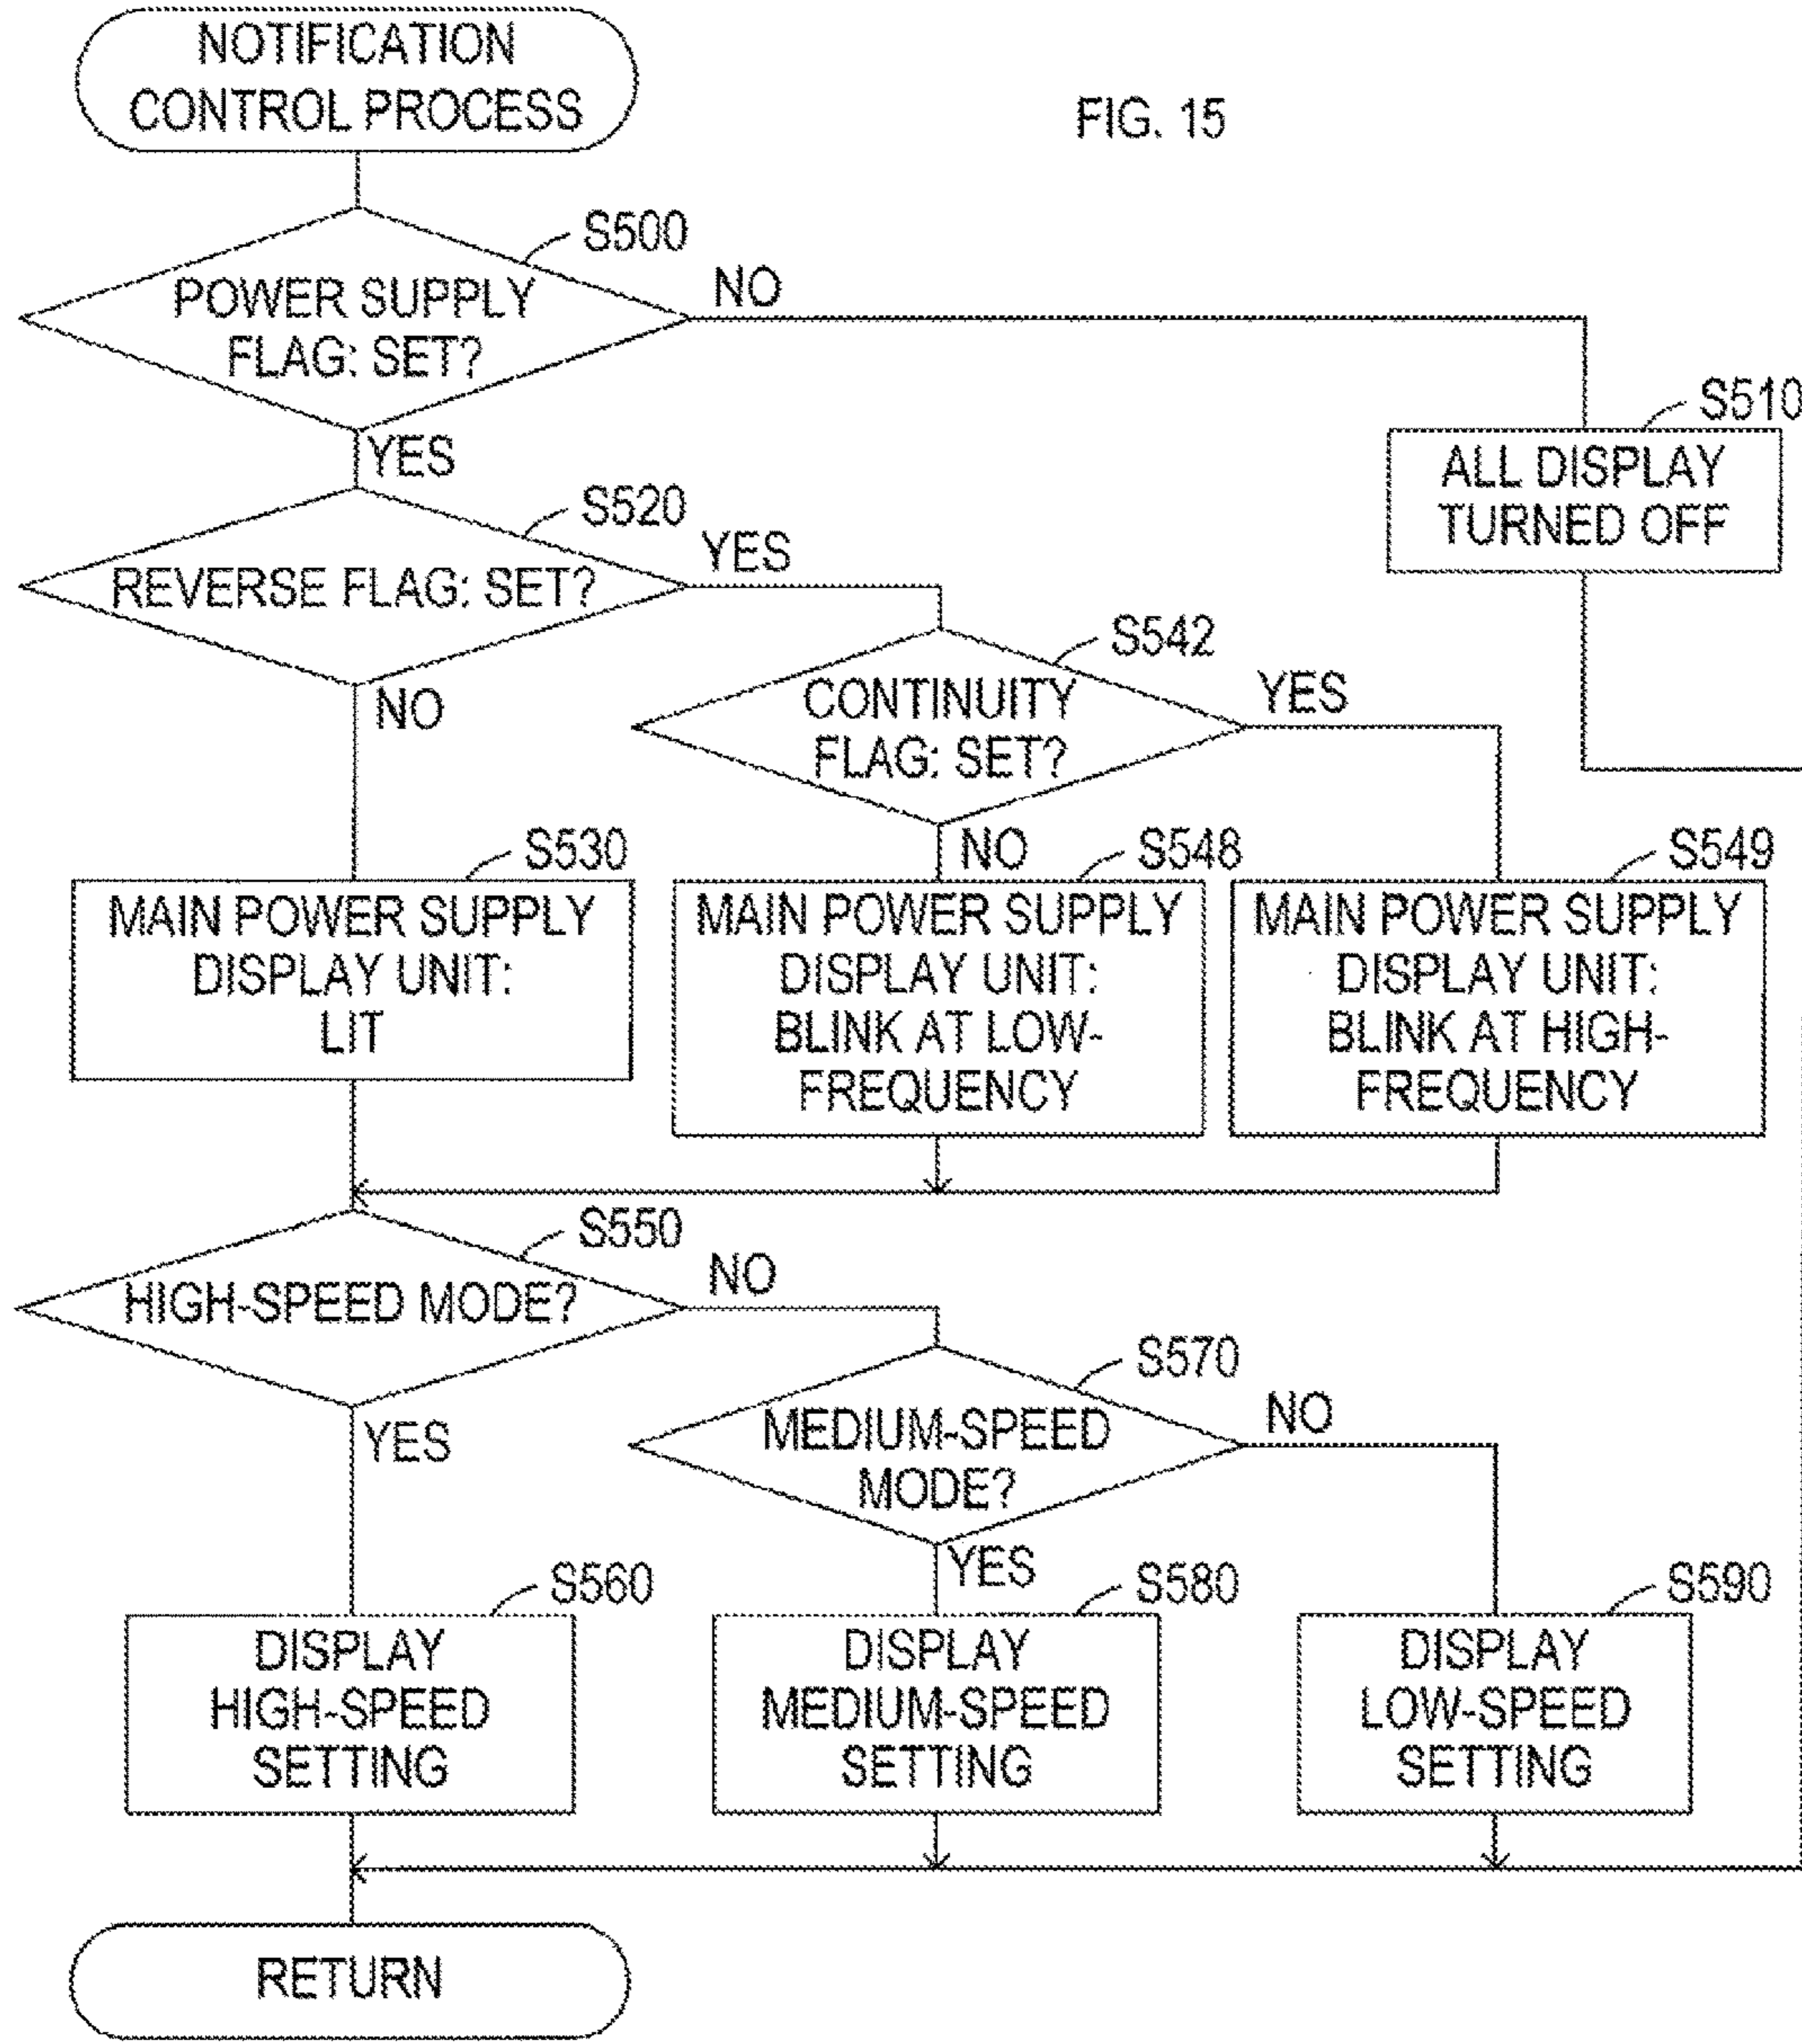 NOTIFICATION
CONTROL PROCESS
FIG. 15
S500
POWER SUPPLY
FLAG: SET?
NO
YES
S510
ALL DISPLAY
TURNED OFF
S520
REVERSE FLAG: SET?
YES
NO
S542
CONTINUITY
FLAG: SET?
YES
NO
S530
MAIN POWER SUPPLY
DISPLAY UNIT:
LIT
S548
MAIN POWER SUPPLY
DISPLAY UNIT:
BLINK AT LOW-
FREQUENCY
S549
MAIN POWER SUPPLY
DISPLAY UNIT:
BLINK AT HIGH-
FREQUENCY
S550
HIGH-SPEED MODE?
NO
YES
S570
MEDIUM-SPEED
MODE?
NO
YES
S560
DISPLAY
HIGH-SPEED
SETTING
S580
DISPLAY
MEDIUM-SPEED
SETTING
S590
DISPLAY
LOW-SPEED
SETTING
RETURN